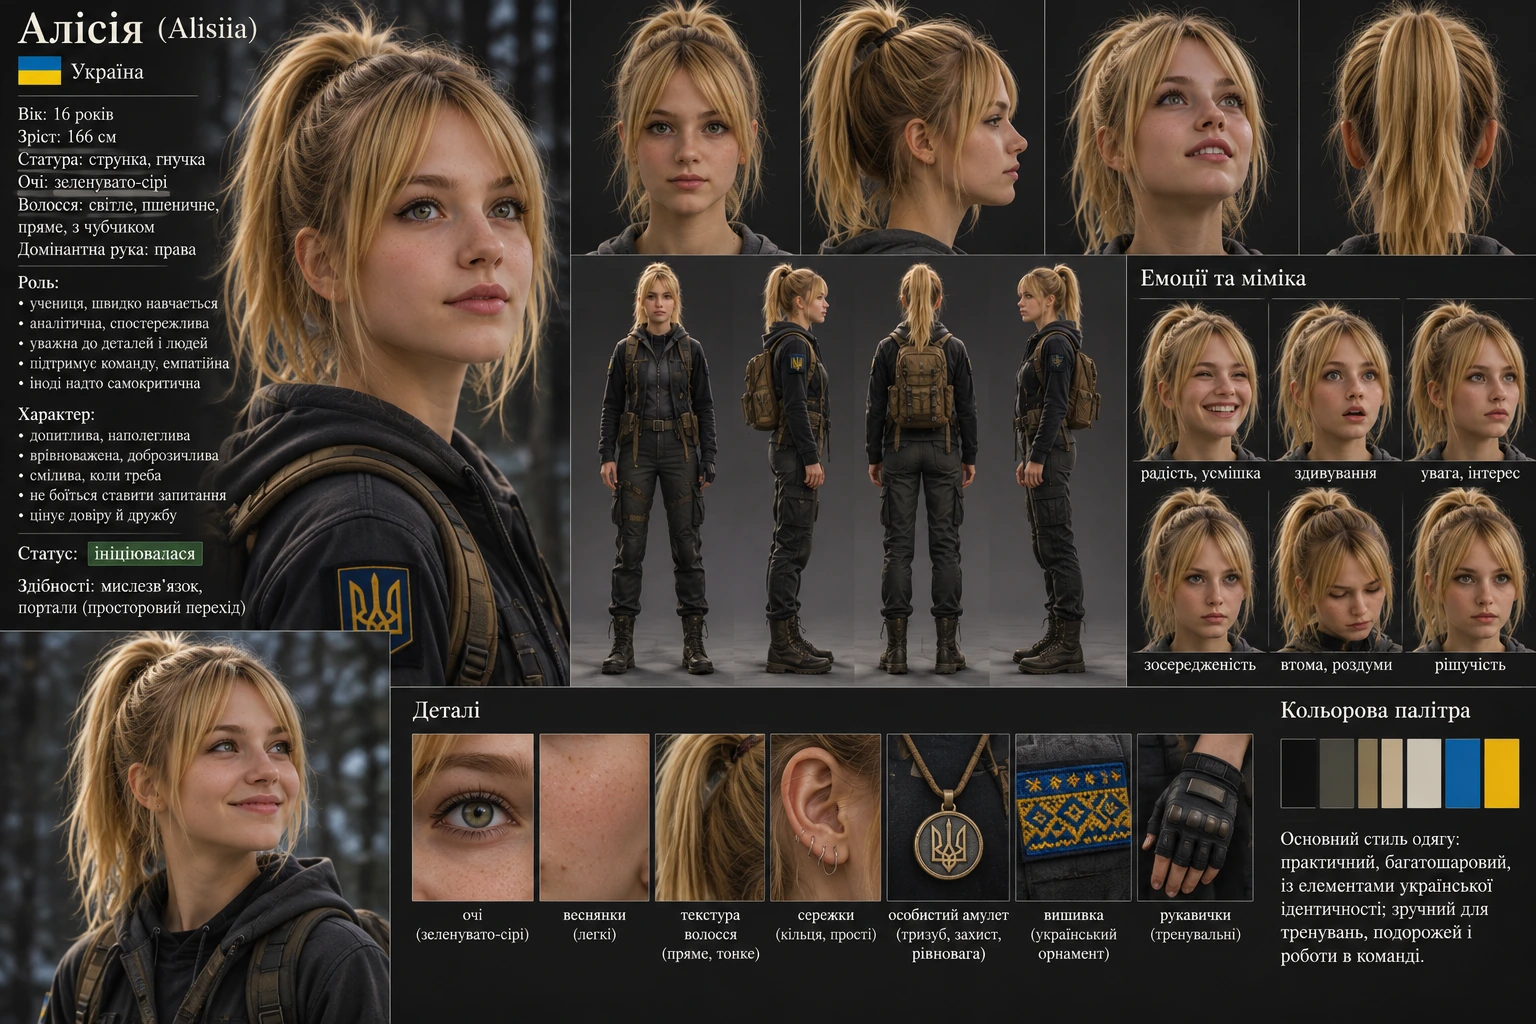 Алісія (Alisiia)
Україна
Вік: 16 років
Зріст: 166 см
Статура: струнка, гнучка
Очі: зеленувато-сірі
Волосся: світле, пшеничне,
пряме, з чубчиком
Домінантна рука: права
Роль:
• учениця, швидко навчається
• аналітична, спостережлива
• уважна до деталей і людей
• підтримує команду, емпатійна
• іноді надто самокритична
Характер:
• допитлива, наполеглива
• врівноважена, доброзичлива
• смілива, коли треба
• не боїться ставити запитання
• цінує довіру й дружбу
Статус: ініціювалася
Здібності: мислезв'язок,
портали (просторовий перехід)
Емоції та міміка
радість, усмішка
здивування
увага, інтерес
зосередженість
втома, роздуми
рішучість
Деталі
очі
(зеленувато-сірі)
веснянки
(легкі)
текстура
волосся
(пряме, тонке)
сережки
(кільця, прості)
особистий амулет
(тризуб, захист,
рівновага)
вишивка
(український
орнамент)
рукавички
(тренувальні)
Кольорова палітра
Основний стиль одягу:
практичний, багатошаровий,
із елементами української
ідентичності; зручний для
тренувань, подорожей і
роботи в команді.